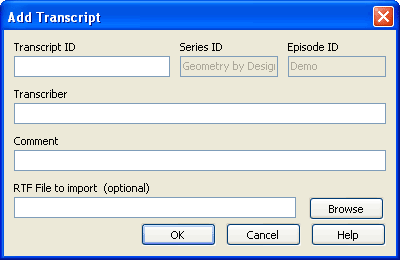 Add Transcript
Transcript ID Series ID Episode ID
Geometry by Desig Demo
Transcriber
Comment
RTF File to import (optional)
Browse
OK Cancel Help